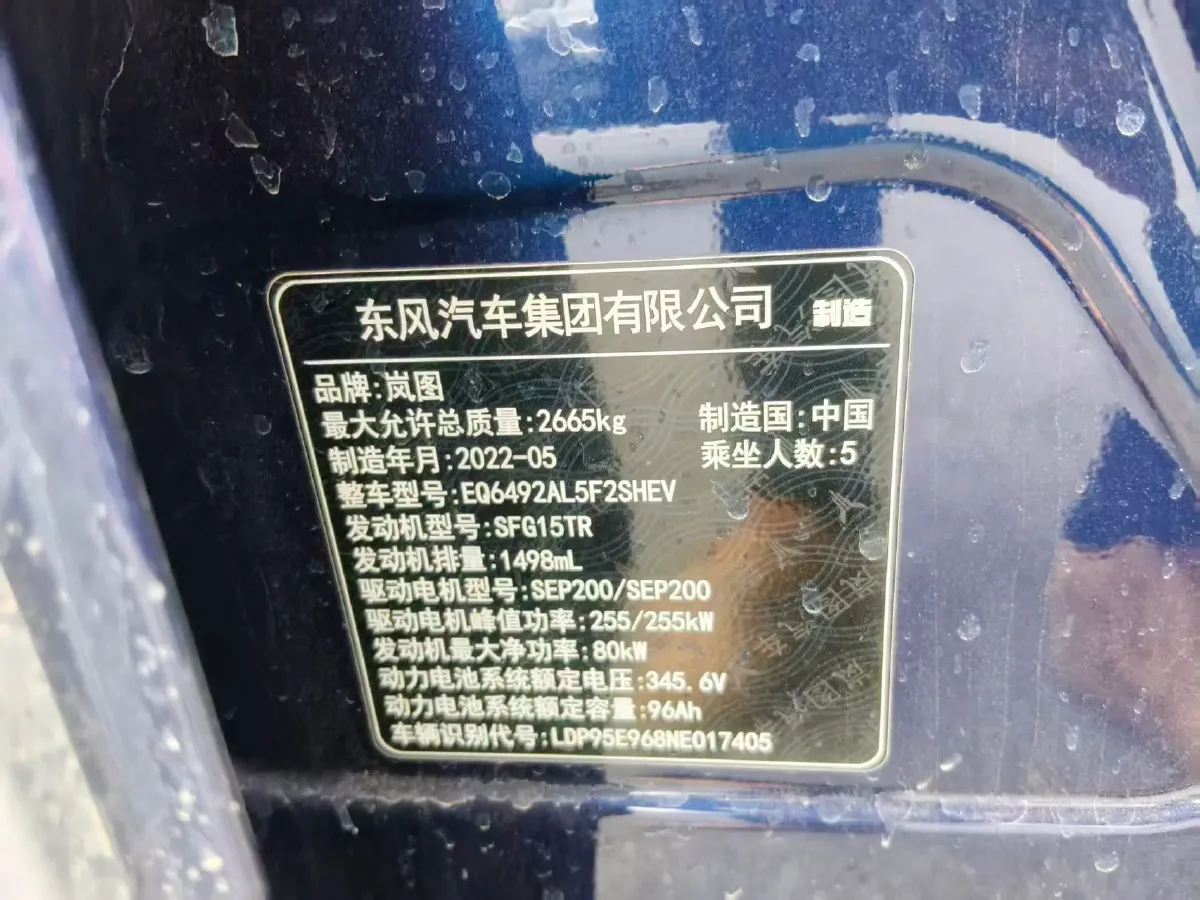 东风汽车集团有限公司 制造
品牌:岚图
最大允许总质量:2665kg 制造国:中国
制造年月:2022-05 乘坐人数:5
整车型号:EQ6492AL5F2SHEV
发动机型号:SFG15TR
发动机排量:1498mL
驱动电机型号:SEP200/SEP200
驱动电机峰值功率:255/255kW
发动机最大净功率:80kW
动力电池系统额定电压:345.6V
动力电池系统额定容量:96Ah
车辆识别代号:LDP95E968NE017405